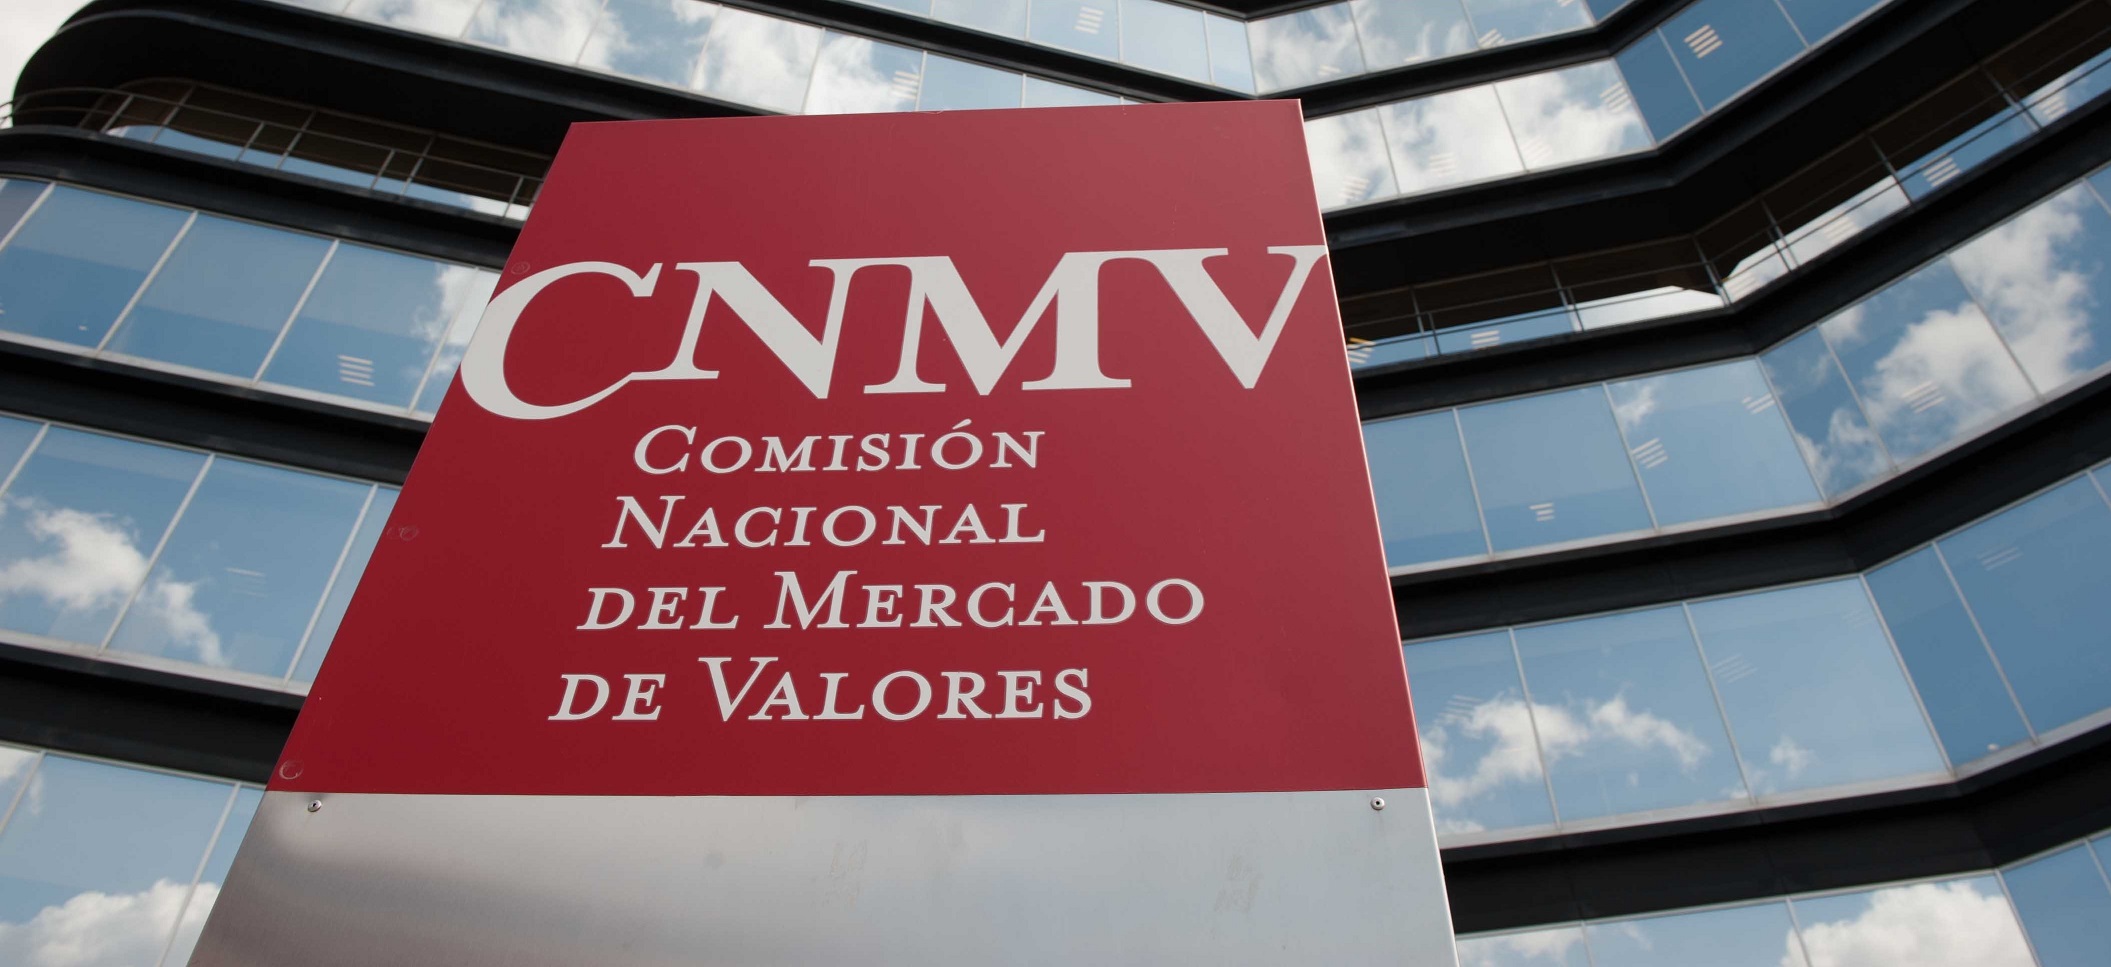 CNMV
COMISIÓN
NACIONAL
DEL MERCADO
DE VALORES